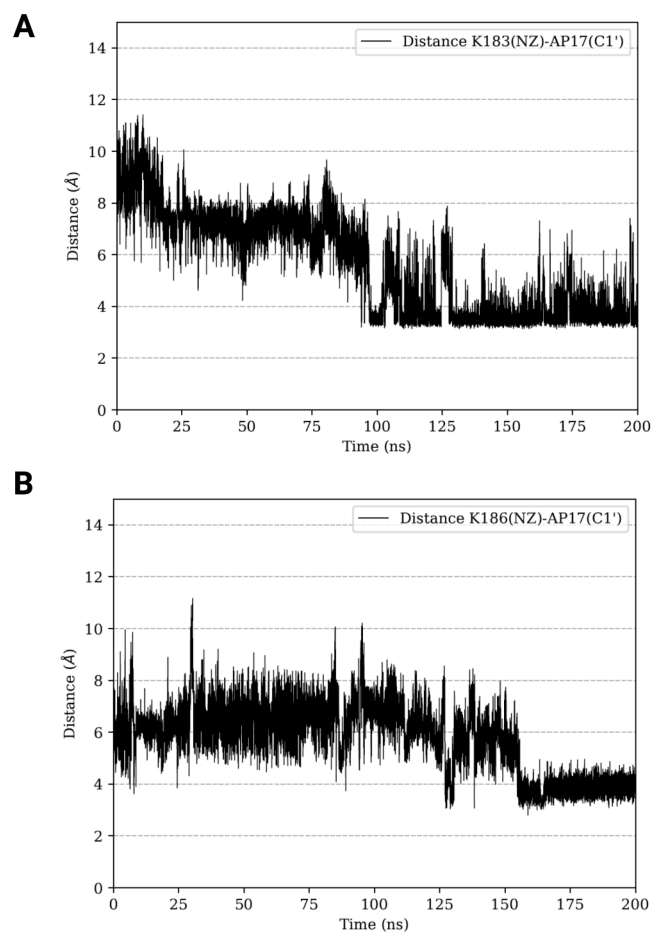 A
Distance K183(NZ)-AP17(C1')
14
12
10
8
6
4
2
0
Distance (Å)
0 25 50 75 100 125 150 175 200
Time (ns)
B
Distance K186(NZ)-AP17(C1')
14
12
10
8
6
4
2
0
Distance (Å)
0 25 50 75 100 125 150 175 200
Time (ns)